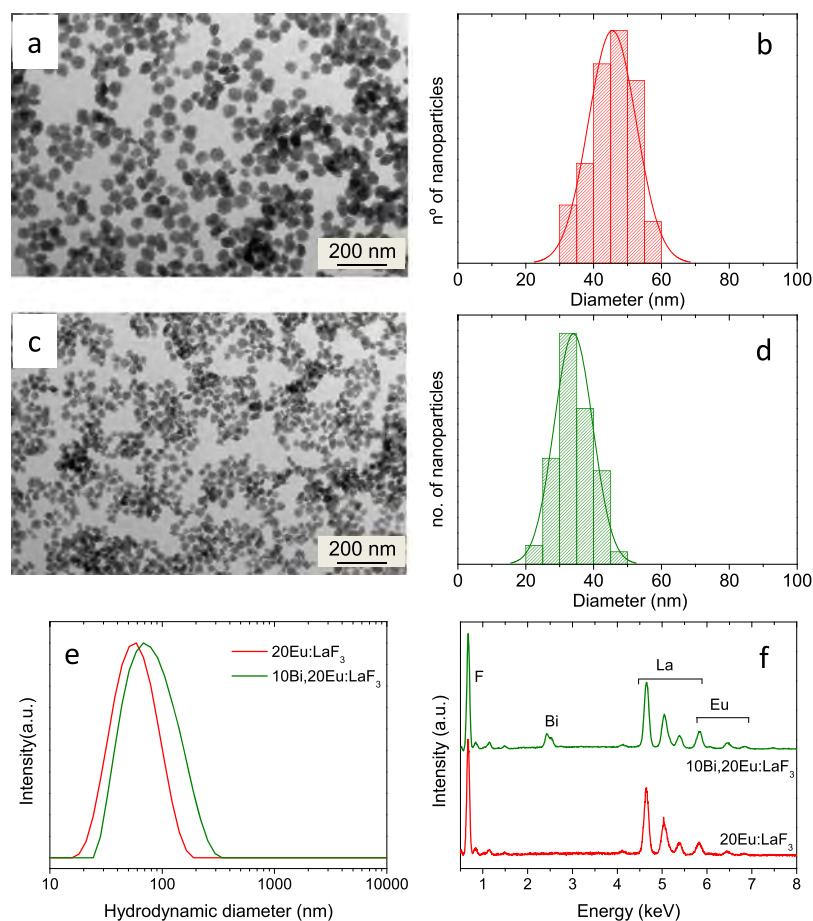 a
200 nm
b
nº of nanoparticles
0 20 40 60 80 100
Diameter (nm)
c
200 nm
d
no. of nanoparticles
0 20 40 60 80 100
Diameter (nm)
e
20Eu:LaF3
10Bi,20Eu:LaF3
Intensity(a.u.)
10 100 1000 10000
Hydrodynamic diameter (nm)
f
F
Bi
La
Eu
10Bi,20Eu:LaF3
20Eu:LaF3
Intensity (a.u.)
1 2 3 4 5 6 7 8
Energy (keV)